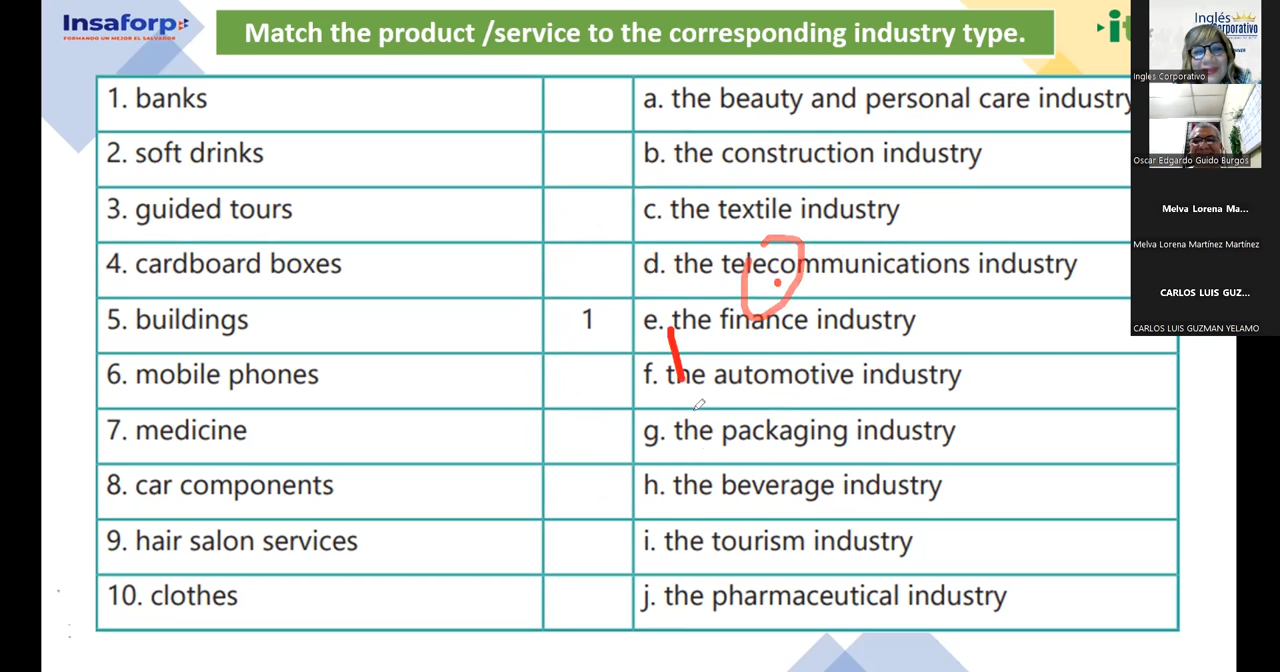 Insaforp
FORMANDO UN MEJOR EL SALVADOR
Match the product /service to the corresponding industry type.
Inglés
Corporativo
Ingles Corporativo
Oscar Edgardo Guido Burgos
Melva Lorena Ma...
Melva Lorena Martínez Martínez
CARLOS LUIS GUZ...
CARLOS LUIS GUZMAN YELAMO
1. banks a. the beauty and personal care industry
2. soft drinks b. the construction industry
3. guided tours c. the textile industry
4. cardboard boxes d. the telecommunications industry
5. buildings 1 e. the finance industry
6. mobile phones f. the automotive industry
7. medicine g. the packaging industry
8. car components h. the beverage industry
9. hair salon services i. the tourism industry
10. clothes j. the pharmaceutical industry